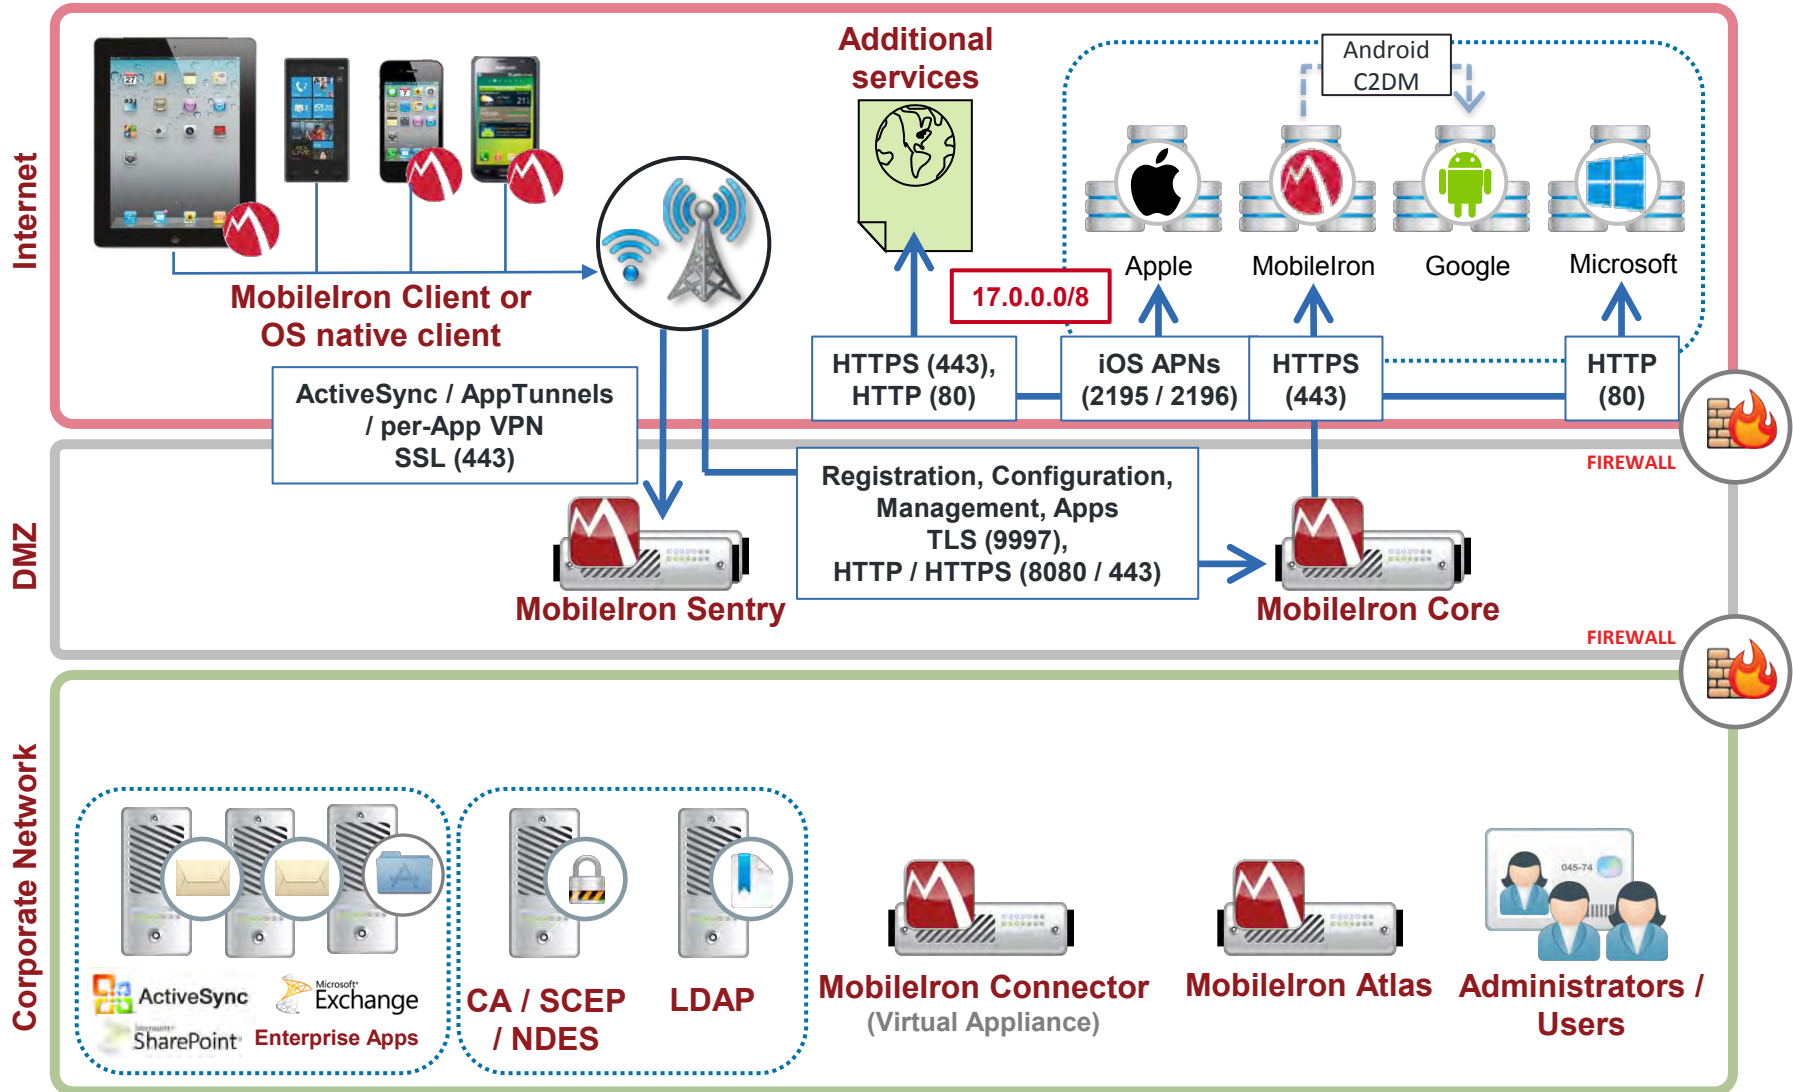 Internet
MobileIron Client or
OS native client
ActiveSync / AppTunnels
/ per-App VPN
SSL (443)
Additional
services
Android
C2DM
Apple
MobileIron
Google
Microsoft
17.0.0.0/8
HTTPS (443),
HTTP (80)
iOS APNs
(2195 / 2196)
HTTPS
(443)
HTTP
(80)
FIREWALL
DMZ
Registration, Configuration,
Management, Apps
TLS (9997),
HTTP / HTTPS (8080 / 443)
MobileIron Sentry
MobileIron Core
FIREWALL
Corporate Network
ActiveSync
Microsoft
Exchange
SharePoint
Enterprise Apps
CA / SCEP
/ NDES
LDAP
MobileIron Connector
(Virtual Appliance)
MobileIron Atlas
045-74
Administrators /
Users